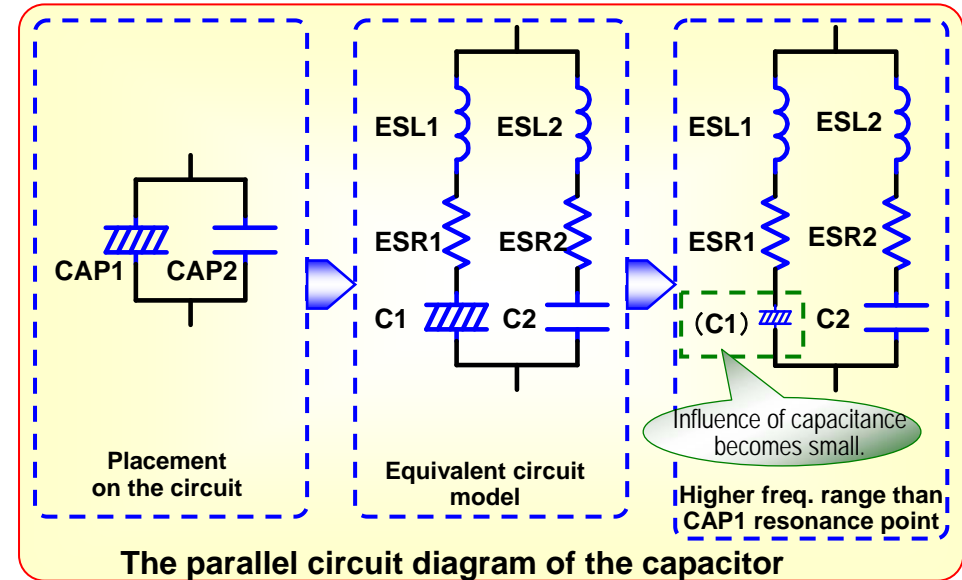 CAP1
CAP2
Placement
on the circuit
ESL1
ESL2
ESR1
ESR2
C1
C2
Equivalent circuit
model
ESL1
ESL2
ESR1
ESR2
（C1）
C2
Influence of capacitance
becomes small.
Higher freq. range than
CAP1 resonance point
The parallel circuit diagram of the capacitor